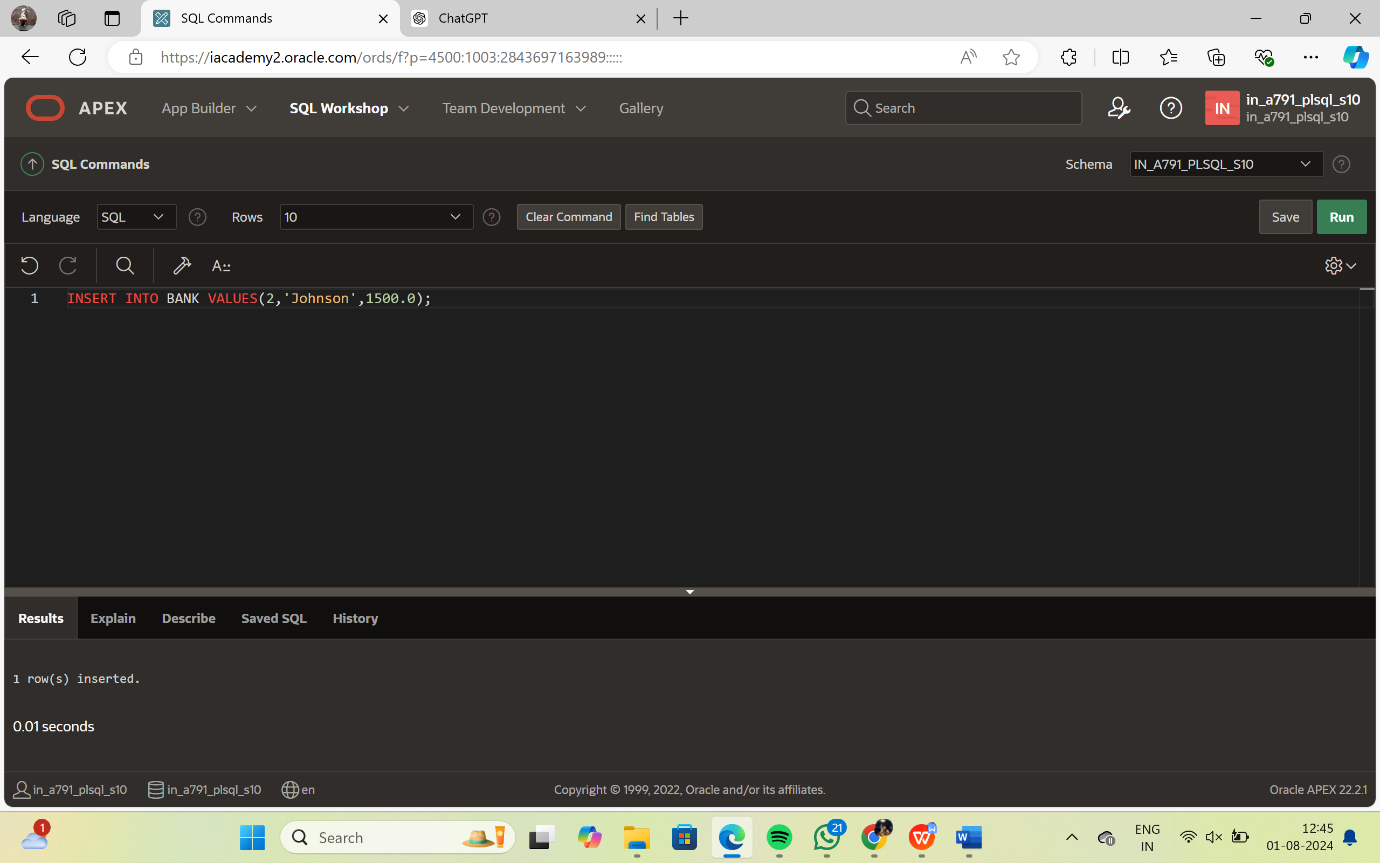 SQL Commands
ChatGPT
https://iacademy2.oracle.com/ords/f?p=4500:1003:2843697163989:::::
APEX App Builder SQL Workshop Team Development Gallery Search IN in_a791_plsql_s10
in_a791_plsql_s10
SQL Commands Schema IN_A791_PLSQL_S10
Language SQL Rows 10 Clear Command Find Tables Save Run
1 INSERT INTO BANK VALUES(2,'Johnson',1500.0);
Results Explain Describe Saved SQL History
1 row(s) inserted.
0.01 seconds
in_a791_plsql_s10 in_a791_plsql_s10 en Copyright © 1999, 2022, Oracle and/or its affiliates. Oracle APEX 22.2.1
1 Search 21 ENG 12:45
IN 01-08-2024